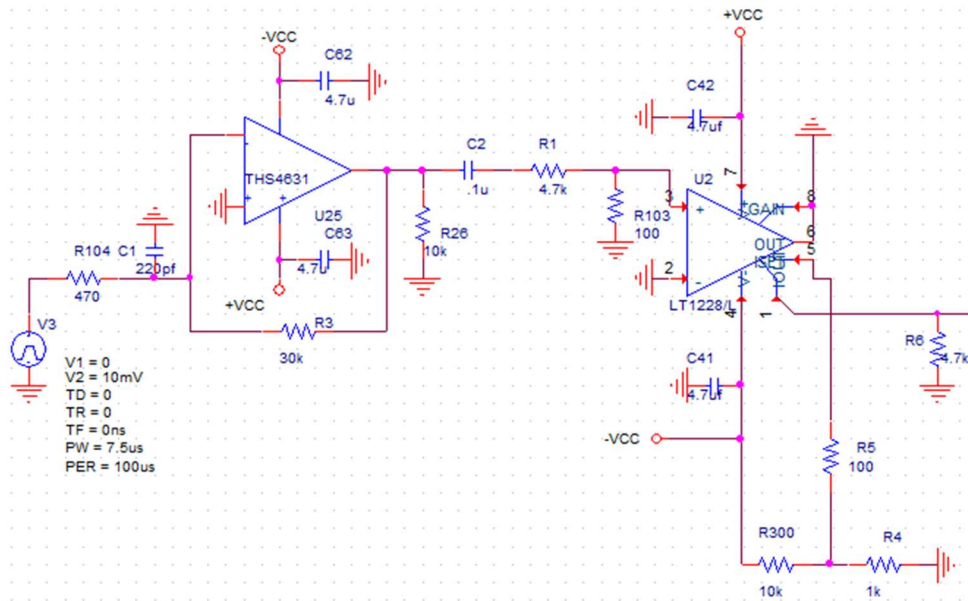 +VCC
-VCC
C62
4.7u
C42
4.7uf
-
THS4631
+
+
U25
C63
4.7u
+VCC
C2
.1u
R1
4.7k
R26
10k
R103
100
R104
470
C1
220pf
R3
30k
V3
V1 = 0
V2 = 10mV
TD = 0
TR = 0
TF = 0ns
PW = 7.5us
PER = 100us
U2
7
3
+
2
-
GAIN
8
OUT
6
ISET
5
V-
4
IO
1
LT1228/L
R6
4.7k
C41
4.7uf
-VCC
R5
100
R300
10k
R4
1k